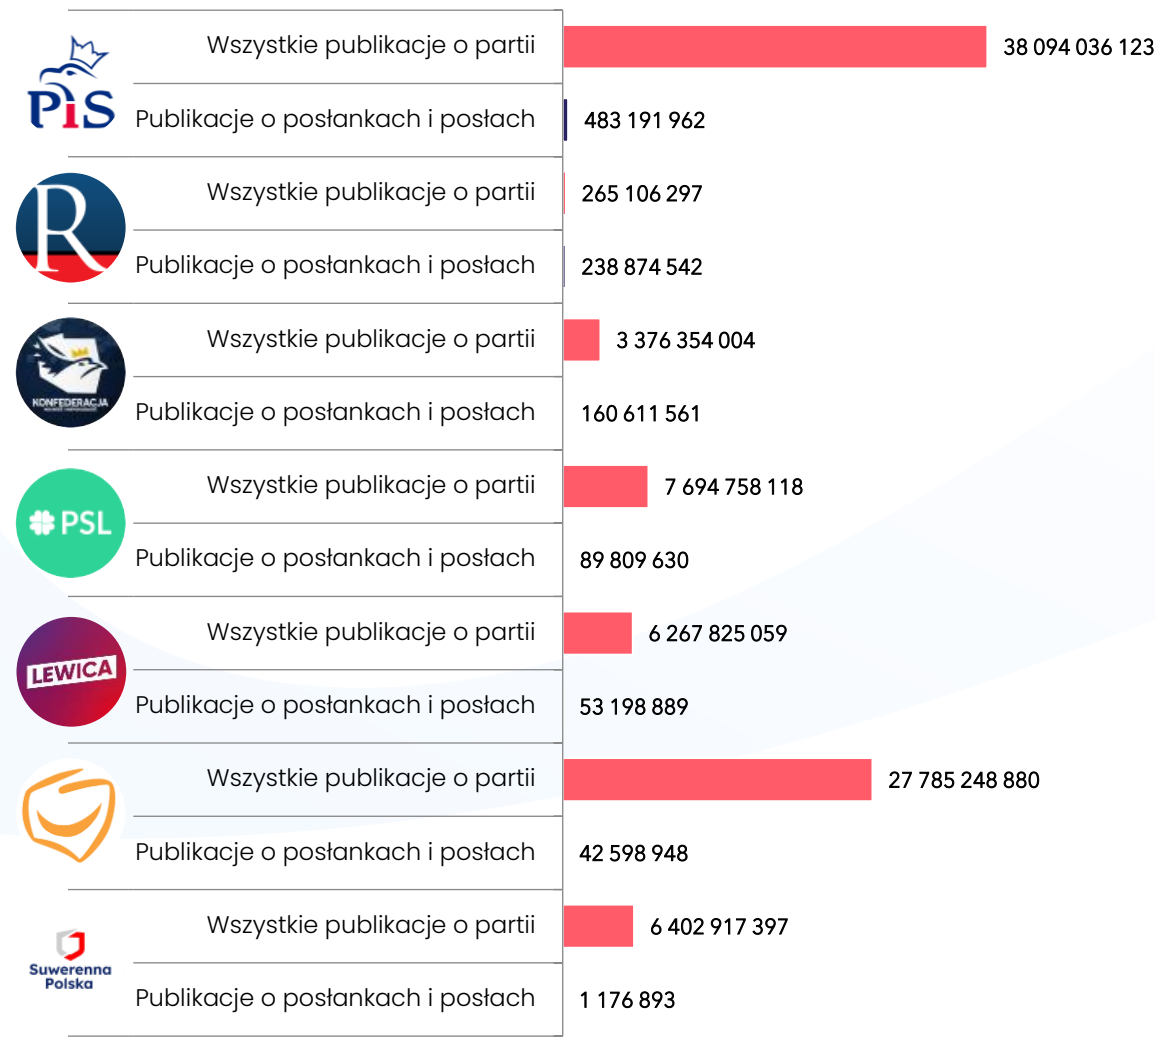 Wszystkie publikacje o partii
38 094 036 123
PiS
Publikacje o posłankach i posłach
483 191 962
Wszystkie publikacje o partii
265 106 297
R
Publikacje o posłankach i posłach
238 874 542
Wszystkie publikacje o partii
3 376 354 004
KONFEDERACJA
Publikacje o posłankach i posłach
160 611 561
Wszystkie publikacje o partii
7 694 758 118
PSL
Publikacje o posłankach i posłach
89 809 630
Wszystkie publikacje o partii
6 267 825 059
LEWICA
Publikacje o posłankach i posłach
53 198 889
Wszystkie publikacje o partii
27 785 248 880
Publikacje o posłankach i posłach
42 598 948
Wszystkie publikacje o partii
6 402 917 397
Suwerenna
Polska
Publikacje o posłankach i posłach
1 176 893